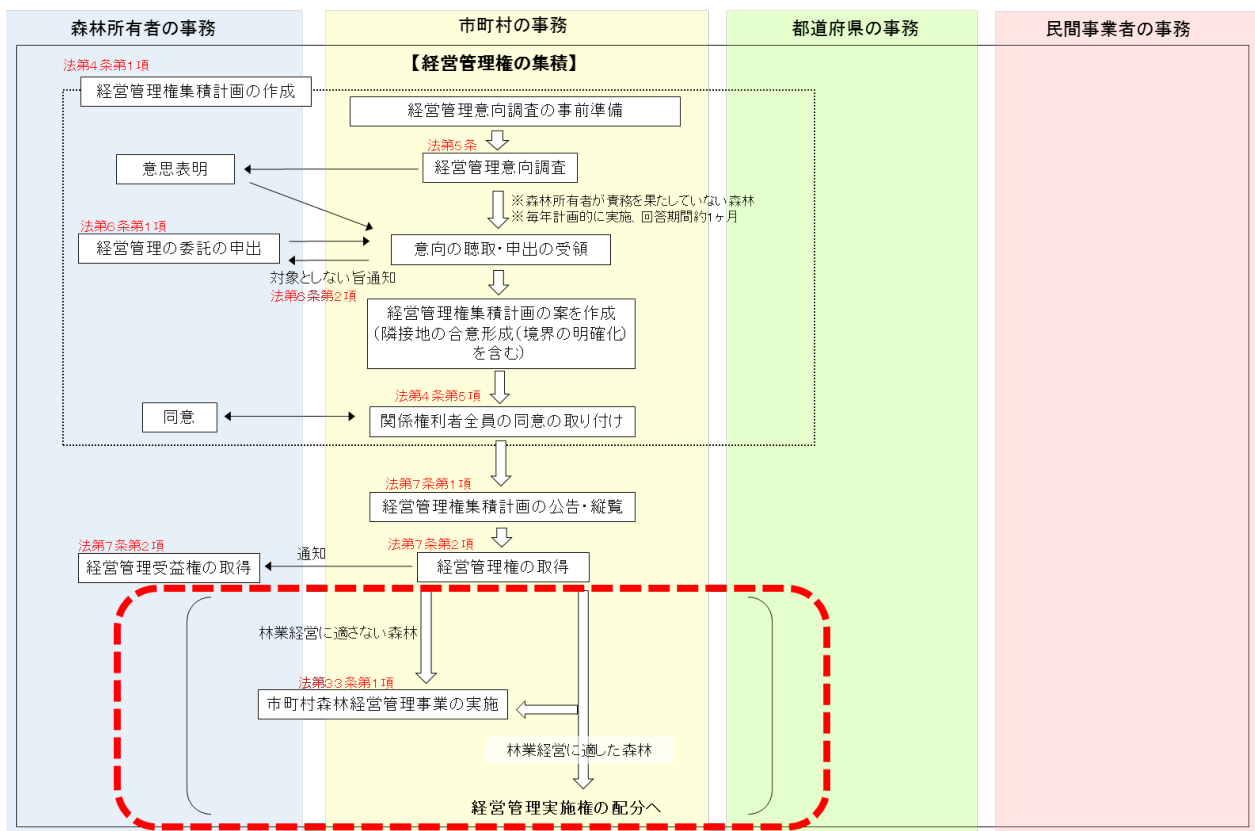 森林所有者の事務
市町村の事務
都道府県の事務
民間事業者の事務
【経営管理権の集積】
法第4条第1項
経営管理権集積計画の作成
経営管理意向調査の事前準備
法第5条
意思表明
経営管理意向調査
※森林所有者が責務を果たしていない森林
※毎年計画的に実施、回答期間約1ヶ月
法第6条第1項
経営管理の委託の申出
意向の聴取・申出の受領
対象としない旨通知
法第6条第2項
経営管理権集積計画の案を作成
(隣接地の合意形成(境界の明確化)
を含む)
法第4条第5項
同意
関係権利者全員の同意の取り付け
法第7条第1項
経営管理権集積計画の公告・縦覧
法第7条第2項
通知
法第7条第2項
経営管理受益権の取得
経営管理権の取得
林業経営に適さない森林
法第33条第1項
市町村森林経営管理事業の実施
林業経営に適した森林
経営管理実施権の配分へ